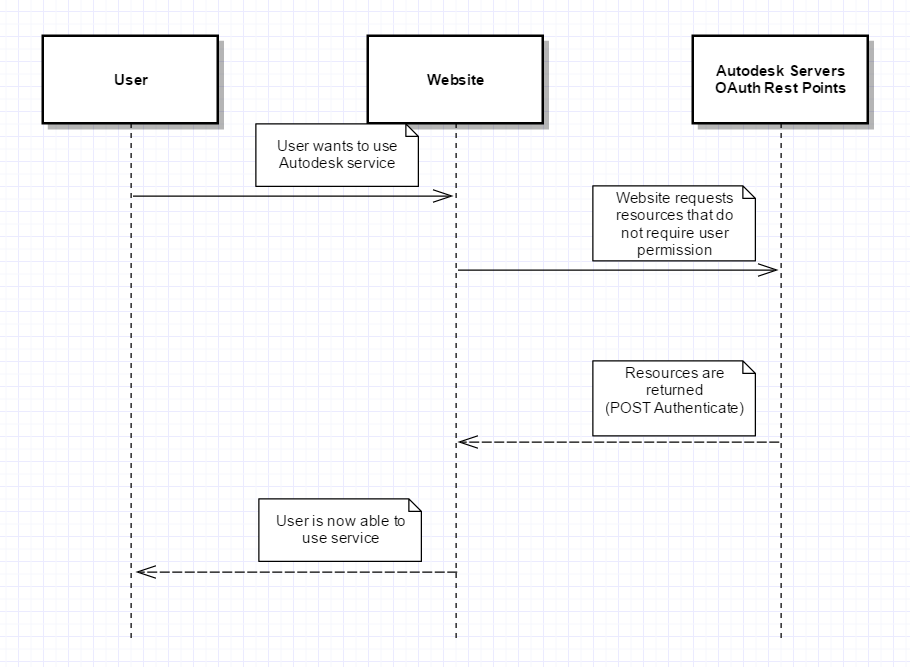 User
Website
Autodesk Servers
OAuth Rest Points
User wants to use
Autodesk service
Website requests
resources that do
not require user
permission
Resources are
returned
(POST Authenticate)
User is now able to
use service